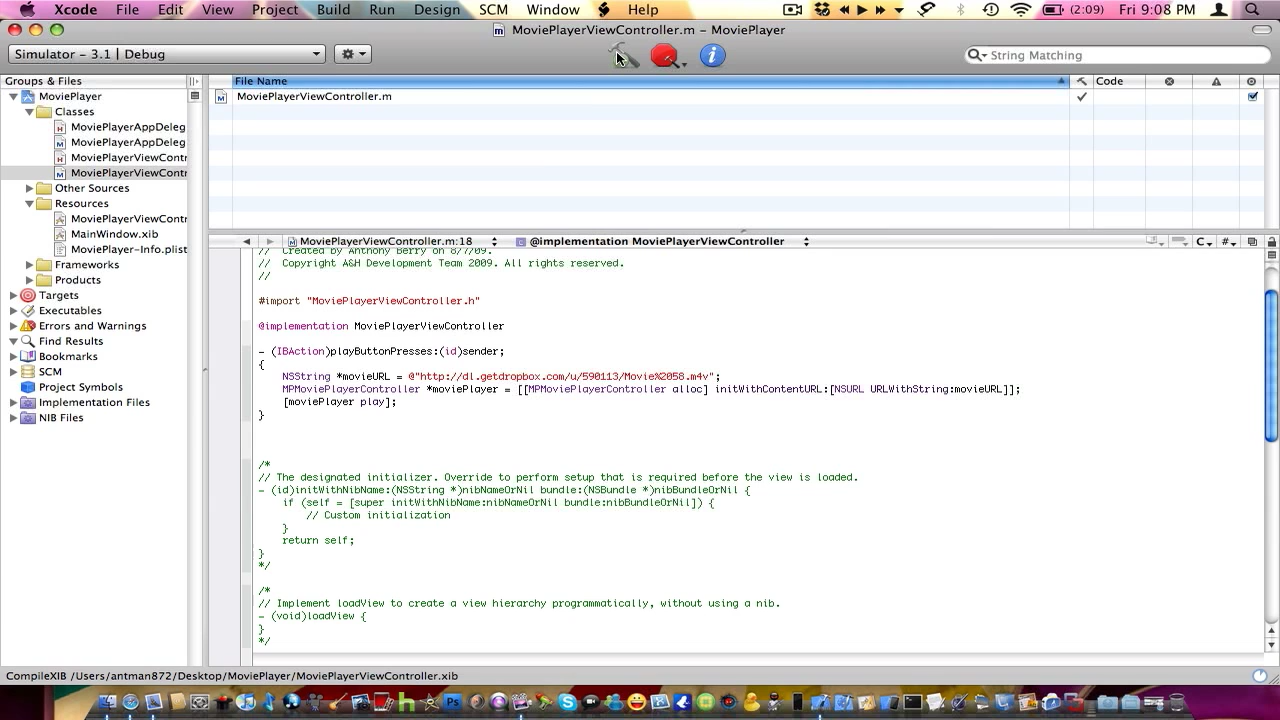 Xcode File Edit View Project Build Run Design SCM Window Help (2:09) Fri 9:08 PM
MoviePlayerViewController.m – MoviePlayer
Simulator - 3.1 | Debug
String Matching
Groups & Files
File Name
Code
MoviePlayer
MoviePlayerViewController.m
Classes
MoviePlayerAppDeleg
MoviePlayerAppDeleg
MoviePlayerViewContr
MoviePlayerViewContr
Other Sources
Resources
MoviePlayerViewContr
MainWindow.xib
MoviePlayer-Info.plist
Frameworks
Products
Targets
Executables
Errors and Warnings
Find Results
Bookmarks
SCM
Project Symbols
Implementation Files
NIB Files
MoviePlayerViewController.m:18
@implementation MoviePlayerViewController
C
#
// Copyright A&H Development Team 2009. All rights reserved.
//
#import "MoviePlayerViewController.h"
@implementation MoviePlayerViewController
- (IBAction)playButtonPresses:(id)sender;
{
NSString *movieURL = @"http://dl.getdropbox.com/u/590113/Movie%2058.m4v";
MPMoviePlayerController *moviePlayer = [[MPMoviePlayerController alloc] initWithContentURL:[NSURL URLWithString:movieURL]];
[moviePlayer play];
}
/*
// The designated initializer. Override to perform setup that is required before the view is loaded.
- (id)initWithNibName:(NSString *)nibNameOrNil bundle:(NSBundle *)nibBundleOrNil {
if (self = [super initWithNibName:nibNameOrNil bundle:nibBundleOrNil]) {
// Custom initialization
}
return self;
}
*/
/*
// Implement loadView to create a view hierarchy programmatically, without using a nib.
- (void)loadView {
}
*/
CompileXIB /Users/antman872/Desktop/MoviePlayer/MoviePlayerViewController.xib